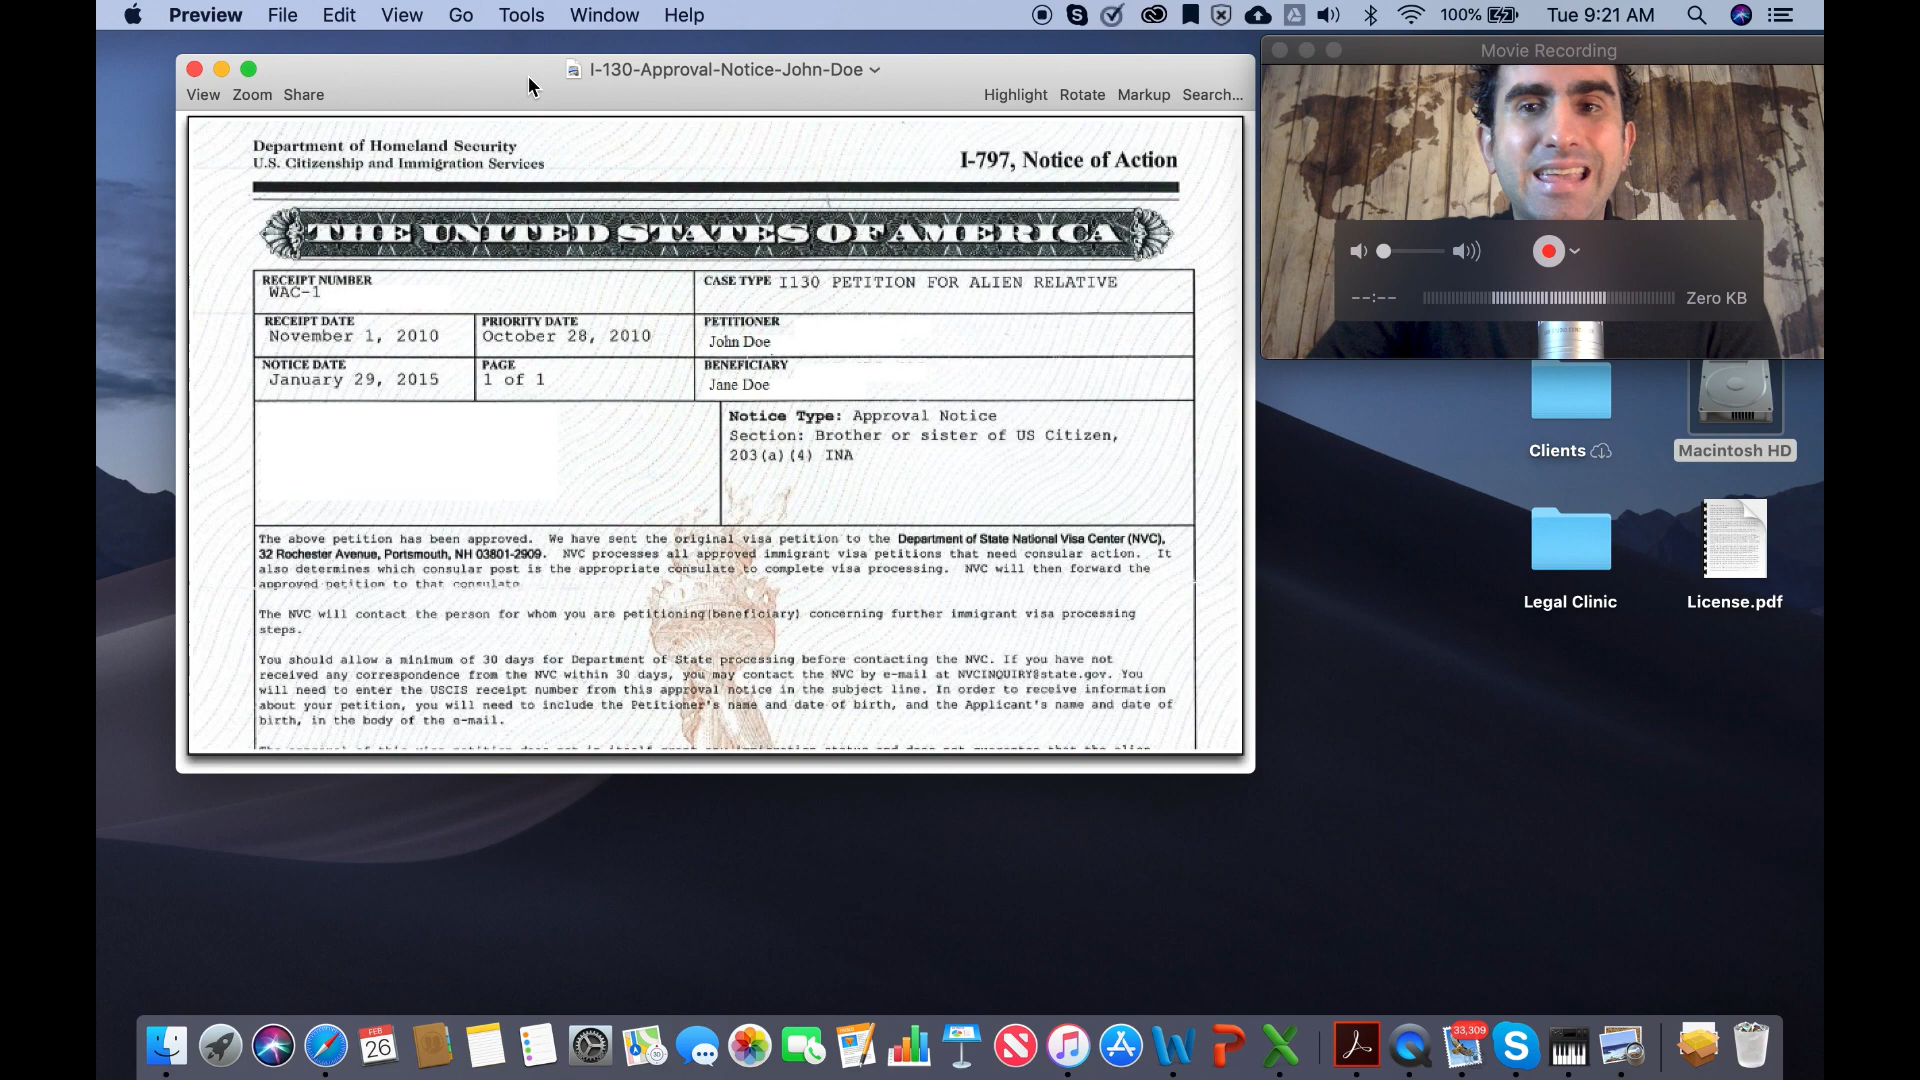 Preview File Edit View Go Tools Window Help
100% Tue 9:21 AM
I-130-Approval-Notice-John-Doe
View Zoom Share
Highlight Rotate Markup Search...
Movie Recording
--:-- Zero KB
Department of Homeland Security
U.S. Citizenship and Immigration Services
I-797, Notice of Action
THE UNITED STATES OF AMERICA
RECEIPT NUMBER
WAC-1
CASE TYPE I130 PETITION FOR ALIEN RELATIVE
RECEIPT DATE
November 1, 2010
PRIORITY DATE
October 28, 2010
PETITIONER
John Doe
NOTICE DATE
January 29, 2015
PAGE
1 of 1
BENEFICIARY
Jane Doe
Notice Type: Approval Notice
Section: Brother or sister of US Citizen,
203(a)(4) INA
The above petition has been approved. We have sent the original visa petition to the Department of State National Visa Center (NVC),
32 Rochester Avenue, Portsmouth, NH 03801-2909. NVC processes all approved immigrant visa petitions that need consular action. It
also determines which consular post is the appropriate consulate to complete visa processing. NVC will then forward the
approved petition to that consulate
The NVC will contact the person for whom you are petitioning(beneficiary) concerning further immigrant visa processing
steps.
You should allow a minimum of 30 days for Department of State processing before contacting the NVC. If you have not
received any correspondence from the NVC within 30 days, you may contact the NVC by e-mail at NVCINQUIRY@state.gov. You
will need to enter the USCIS receipt number from this approval notice in the subject line. In order to receive information
about your petition, you will need to include the Petitioner's name and date of birth, and the Applicant's name and date of
birth, in the body of the e-mail.
Clients
Macintosh HD
Legal Clinic
License.pdf
FEB
26
33,309